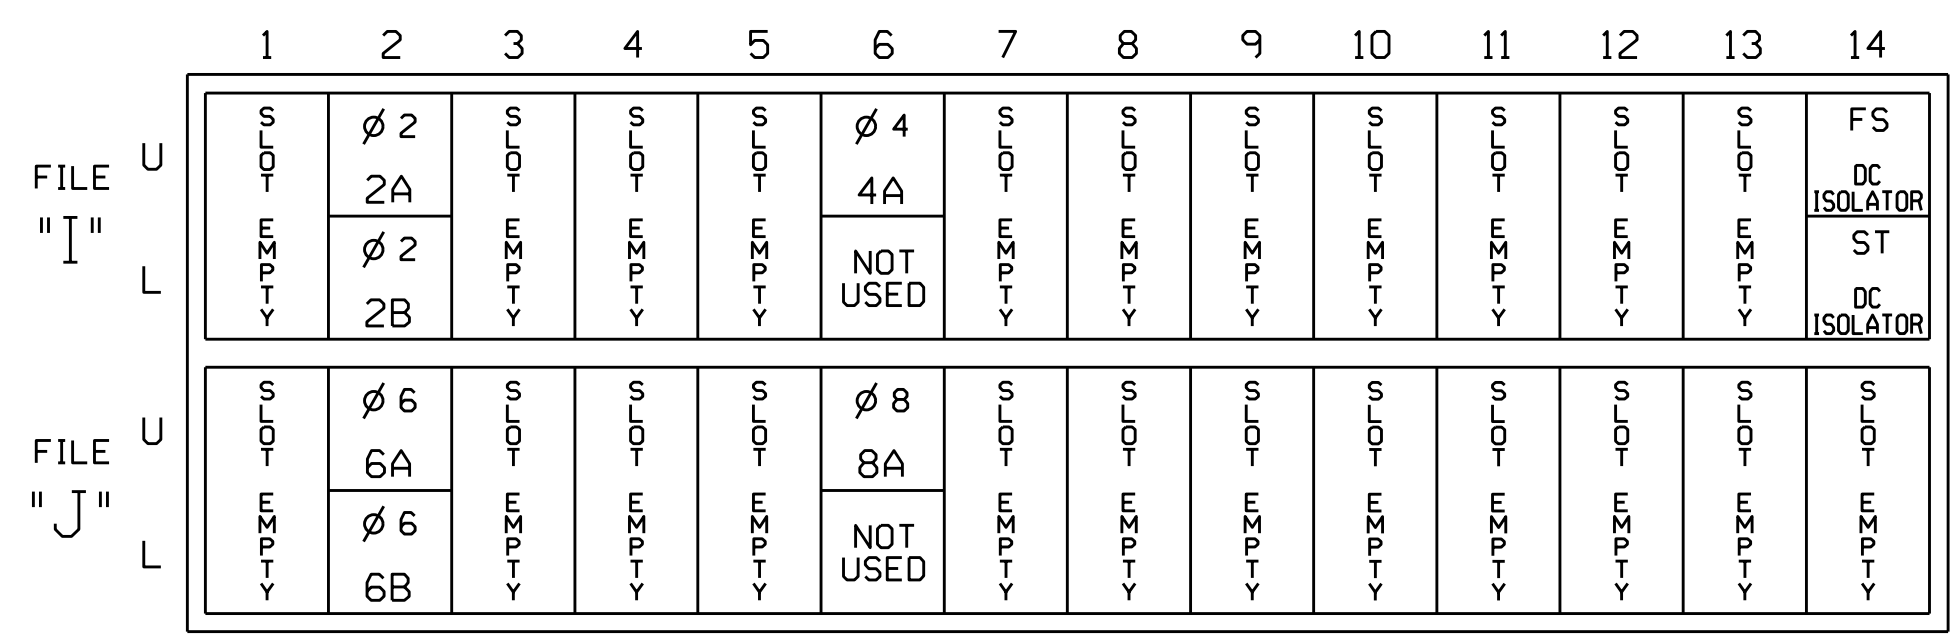 1 2 3 4 5 6 7 8 9 10 11 12 13 14
FILE "I"
U
L
SLOT EMPTY
ø 2
2A
ø 2
2B
SLOT EMPTY
SLOT EMPTY
SLOT EMPTY
ø 4
4A
NOT
USED
SLOT EMPTY
SLOT EMPTY
SLOT EMPTY
SLOT EMPTY
SLOT EMPTY
SLOT EMPTY
SLOT EMPTY
FS
DC
ISOLATOR
ST
DC
ISOLATOR
FILE
"J"
U
L
SLOT EMPTY
ø 6
6A
ø 6
6B
SLOT EMPTY
SLOT EMPTY
SLOT EMPTY
ø 8
8A
NOT
USED
SLOT EMPTY
SLOT EMPTY
SLOT EMPTY
SLOT EMPTY
SLOT EMPTY
SLOT EMPTY
SLOT EMPTY
SLOT EMPTY